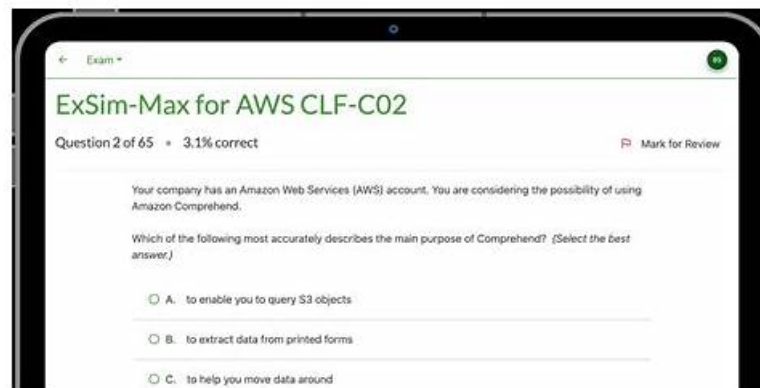 ← Exam
ExSim-Max for AWS CLF-C02
Question 2 of 65 • 3.1% correct
Mark for Review
Your company has an Amazon Web Services (AWS) account. You are considering the possibility of using
Amazon Comprehend.
Which of the following most accurately describes the main purpose of Comprehend? (Select the best
answer.)
A. to enable you to query S3 objects
B. to extract data from printed forms
C. to help you move data around